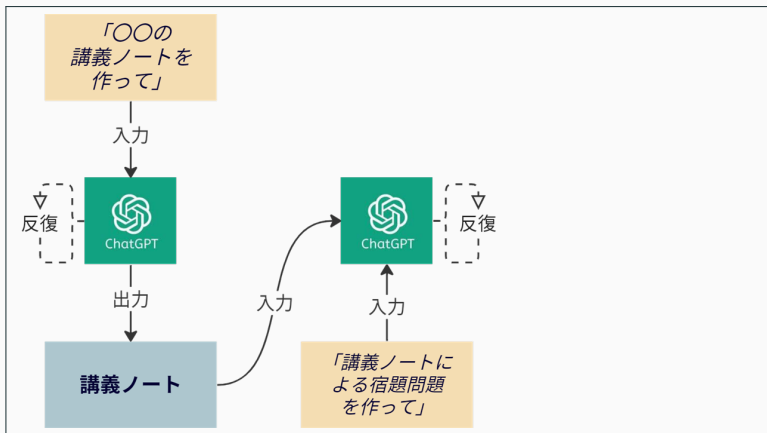 「〇〇の
講義ノートを
作って」
入力
反復
ChatGPT
出力
講義ノート
入力
ChatGPT
反復
入力
「講義ノートに
よる宿題問題
を作って」